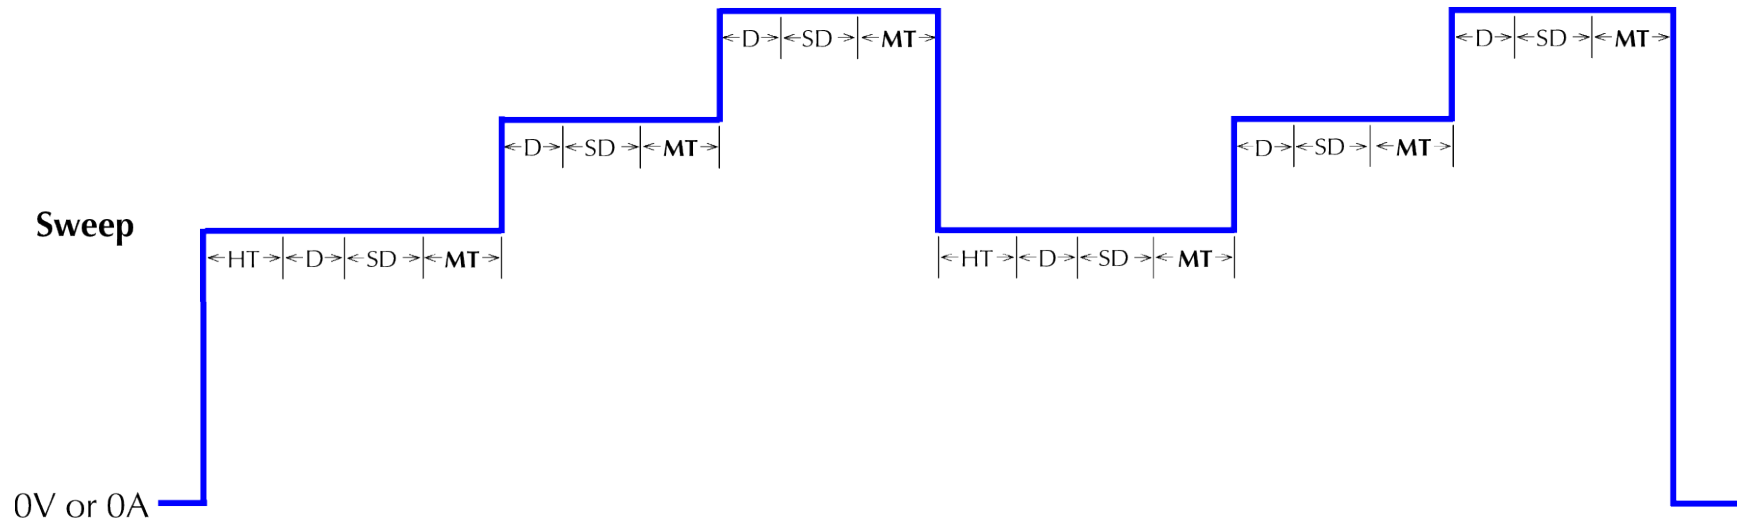 D SD MT D SD MT
D SD MT D SD MT
Sweep
HT D SD MT HT D SD MT
0V or 0A